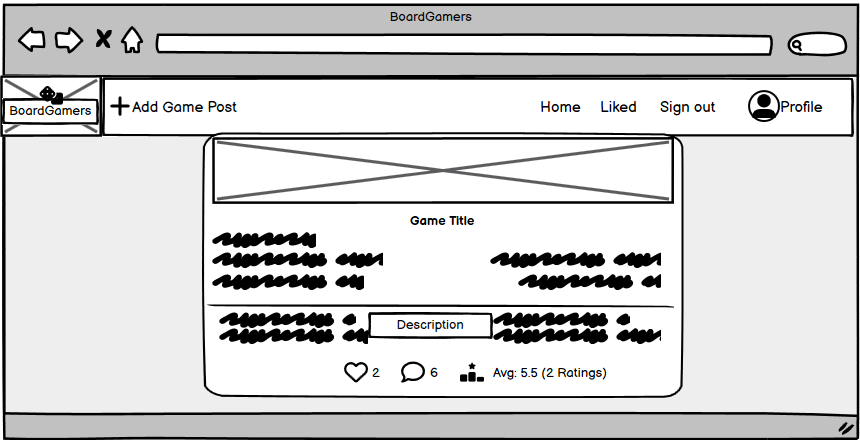 BoardGamers
BoardGamers
Add Game Post
Home
Liked
Sign out
Profile
Game Title
Description
2
6
Avg: 5.5 (2 Ratings)